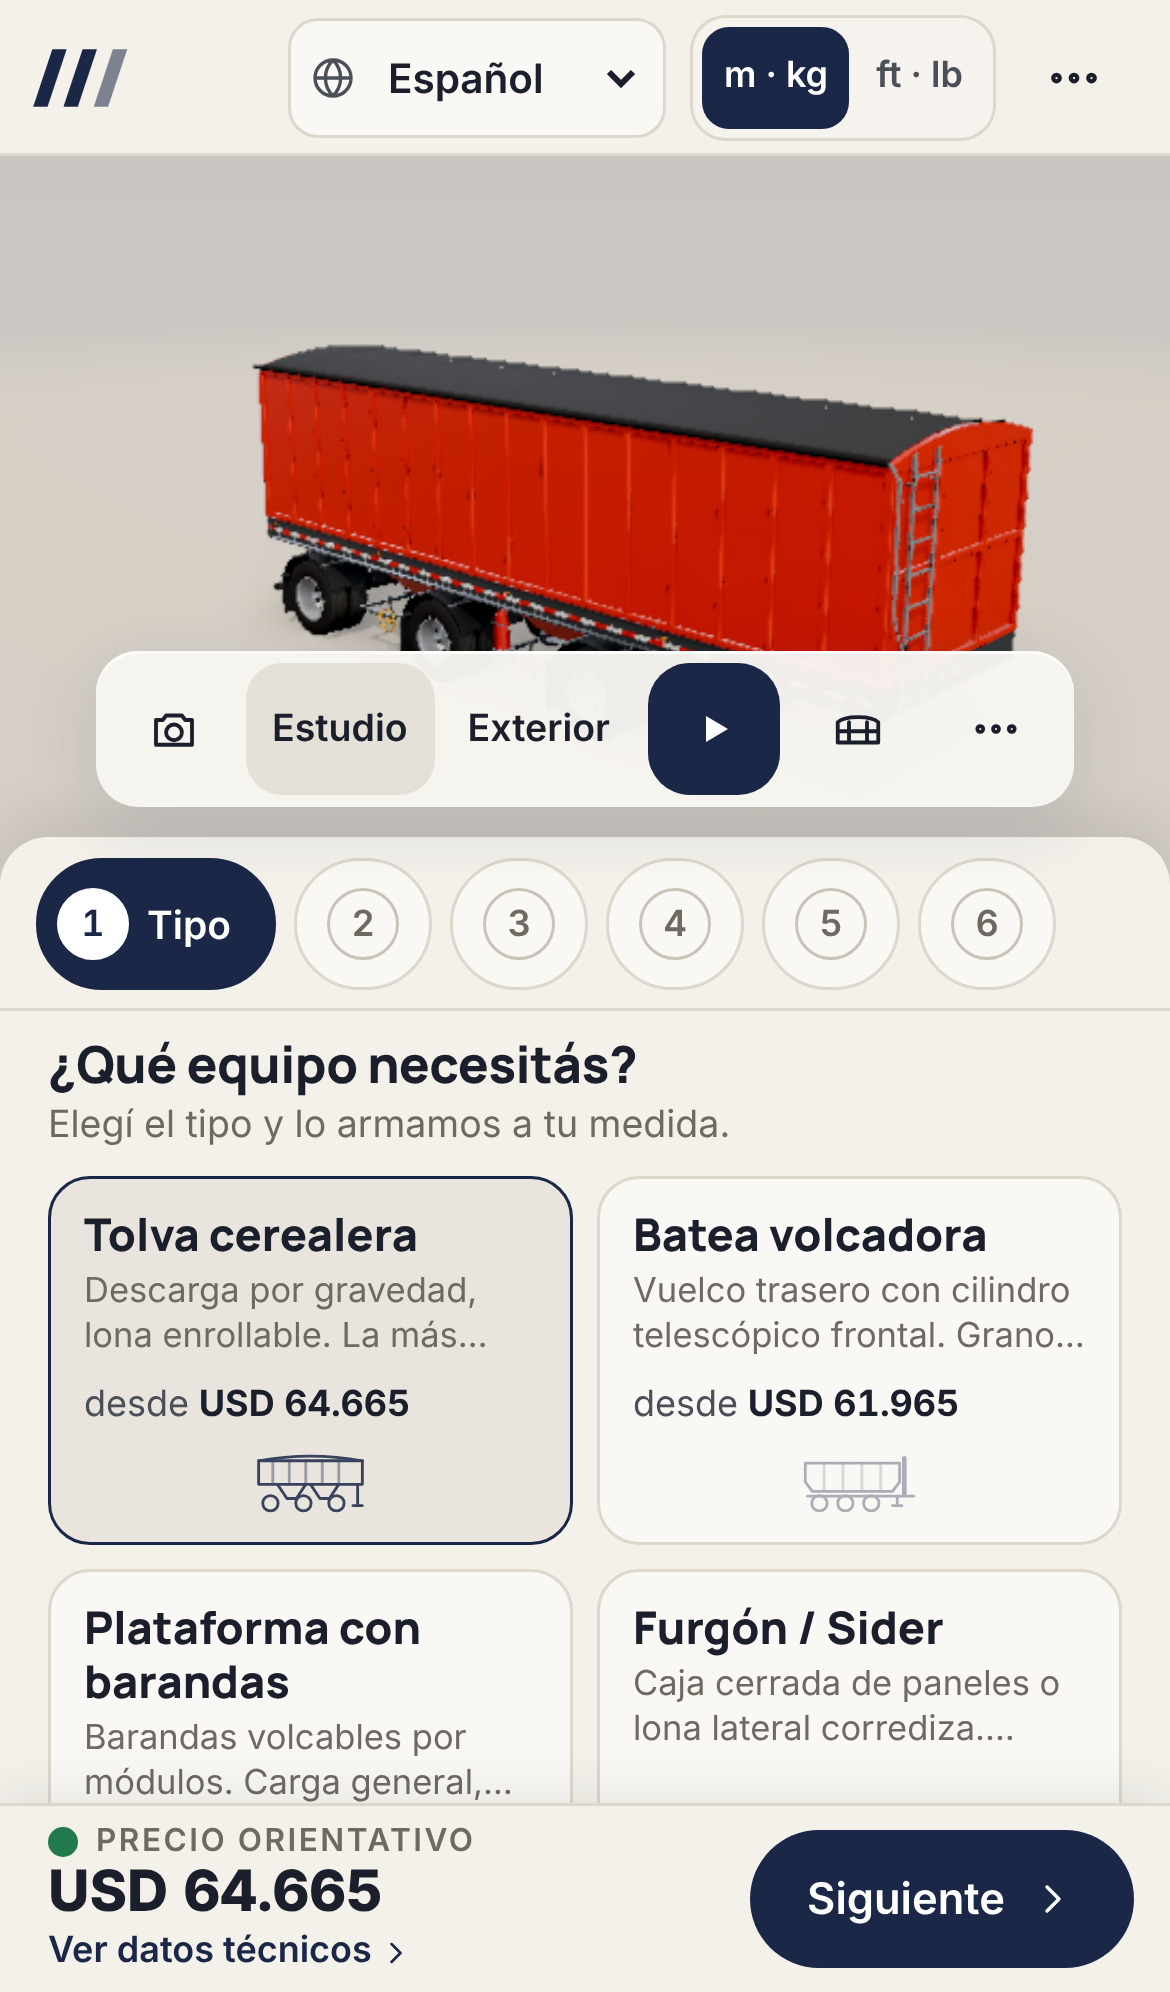 Español
m · kg
ft · lb
Estudio
Exterior
1 Tipo
2
3
4
5
6
¿Qué equipo necesitás?
Elegí el tipo y lo armamos a tu medida.
Tolva cerealera
Descarga por gravedad,
lona enrollable. La más...
desde USD 64.665
Batea volcadora
Vuelco trasero con cilindro
telescópico frontal. Grano...
desde USD 61.965
Plataforma con
barandas
Barandas volcables por
módulos. Carga general,...
Furgón / Sider
Caja cerrada de paneles o
lona lateral corrediza....
PRECIO ORIENTATIVO
USD 64.665
Ver datos técnicos
Siguiente